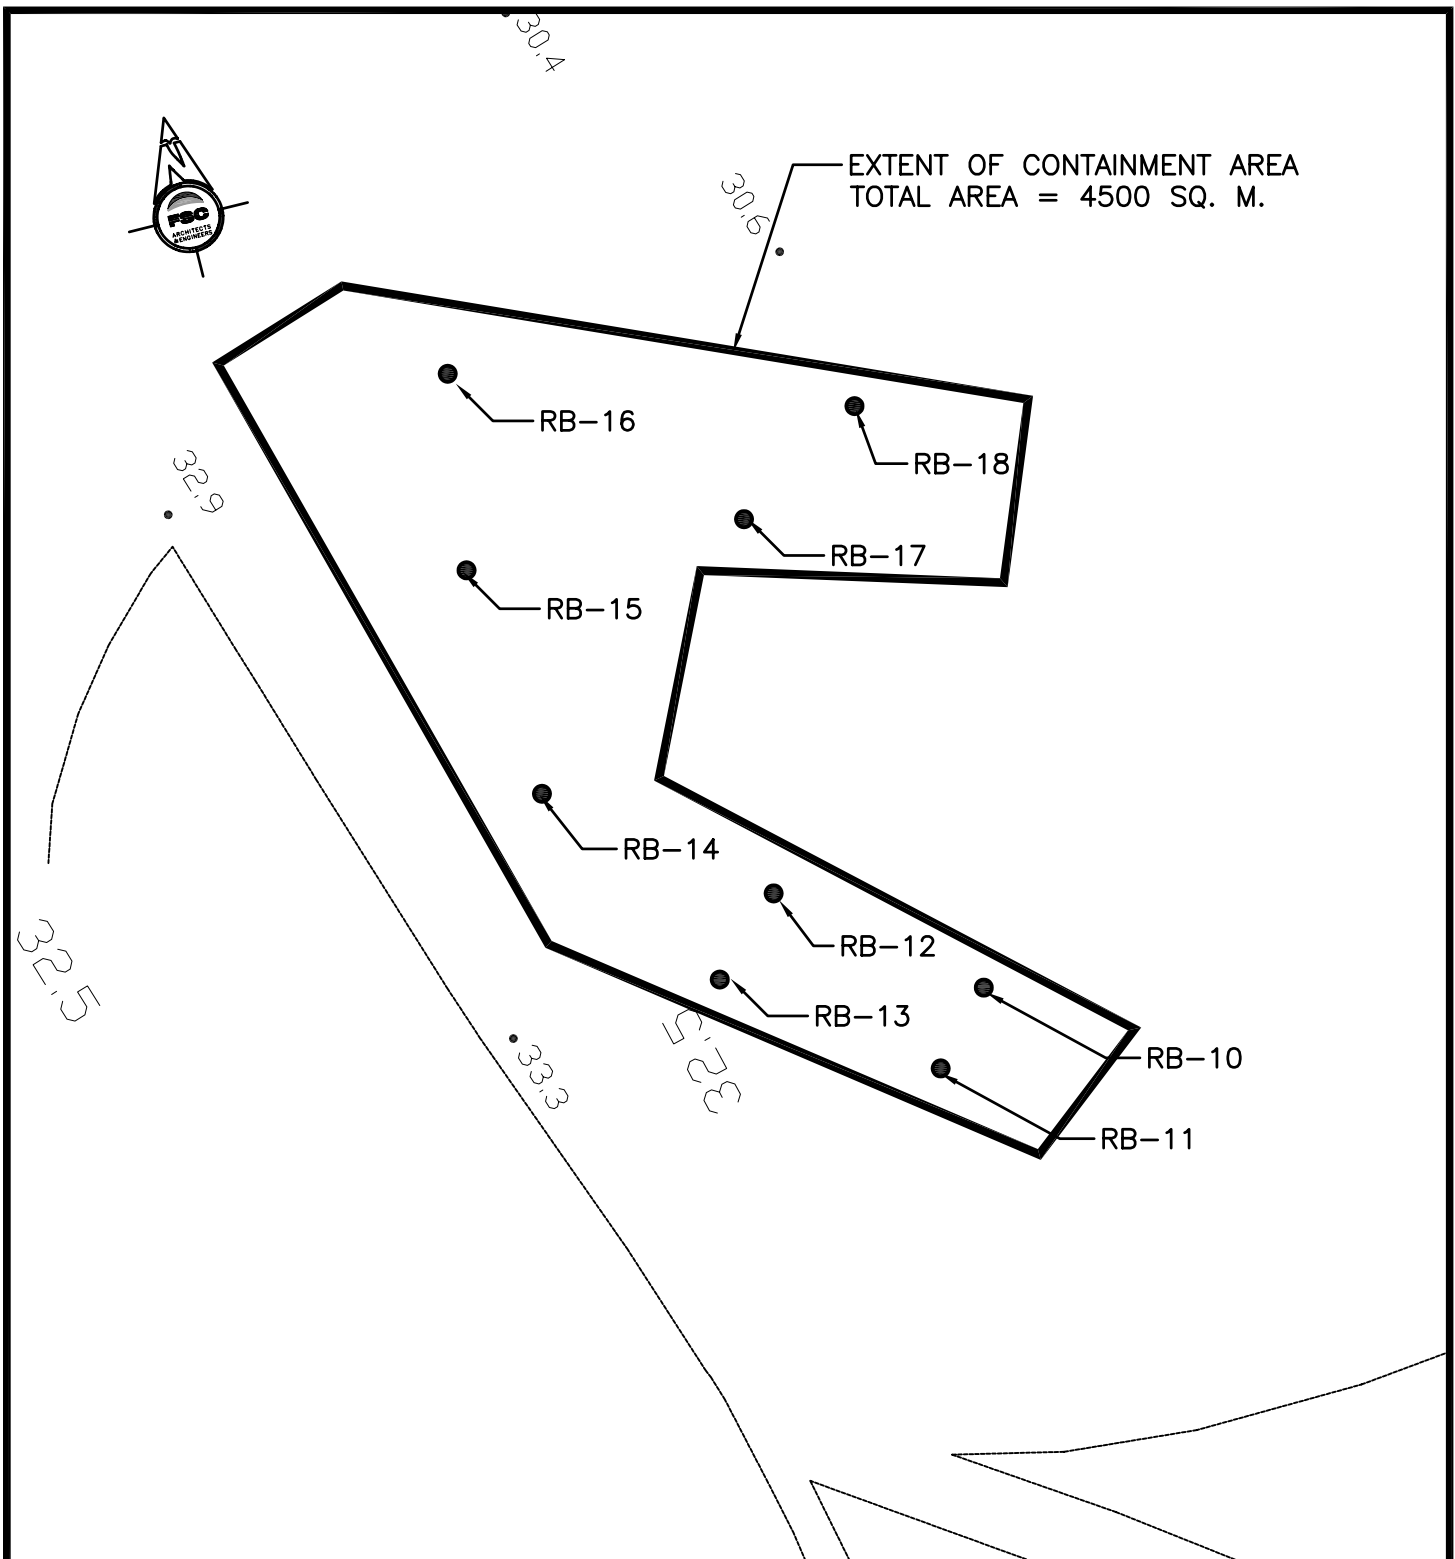 30.4
EXTENT OF CONTAINMENT AREA
TOTAL AREA = 4500 SQ. M.
30.6
N
FSC
ARCHITECTS
&ENGINEERS
RB-16
RB-18
32.9
RB-17
RB-15
RB-14
32.5
RB-12
RB-13
32.5
33.3
RB-10
RB-11